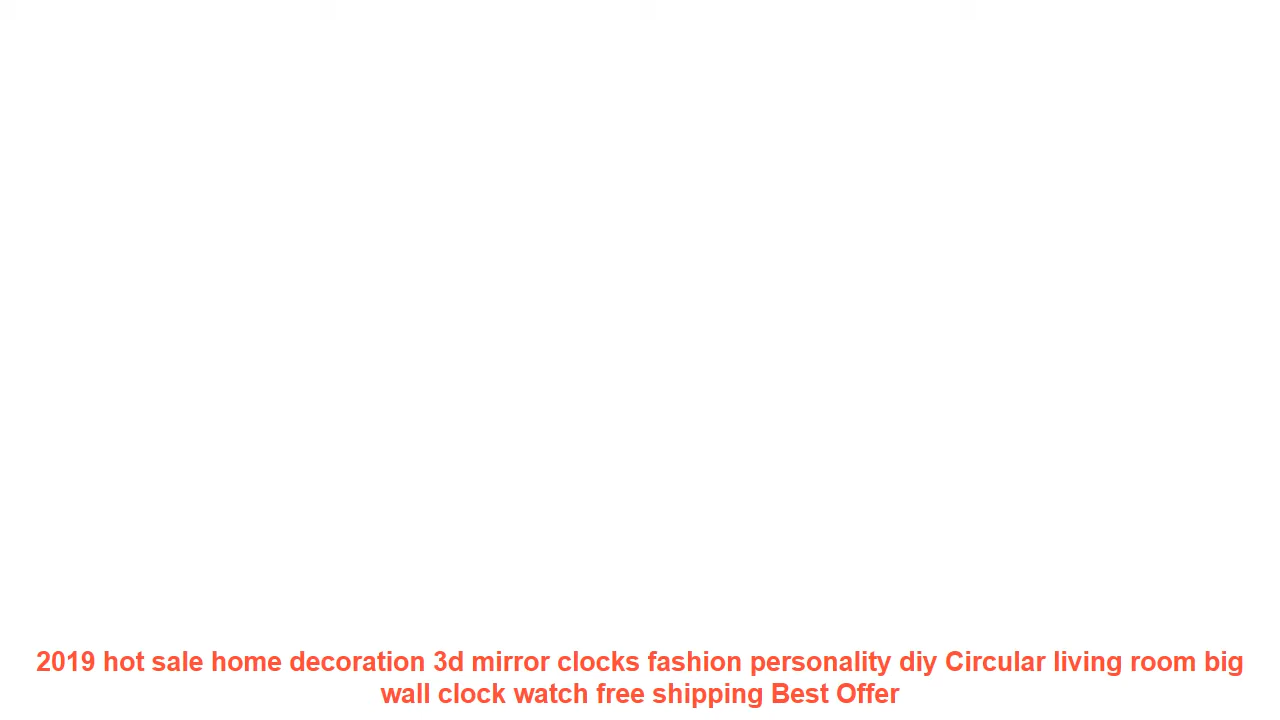 2019 hot sale home decoration 3d mirror clocks fashion personality diy Circular living room big
wall clock watch free shipping Best Offer